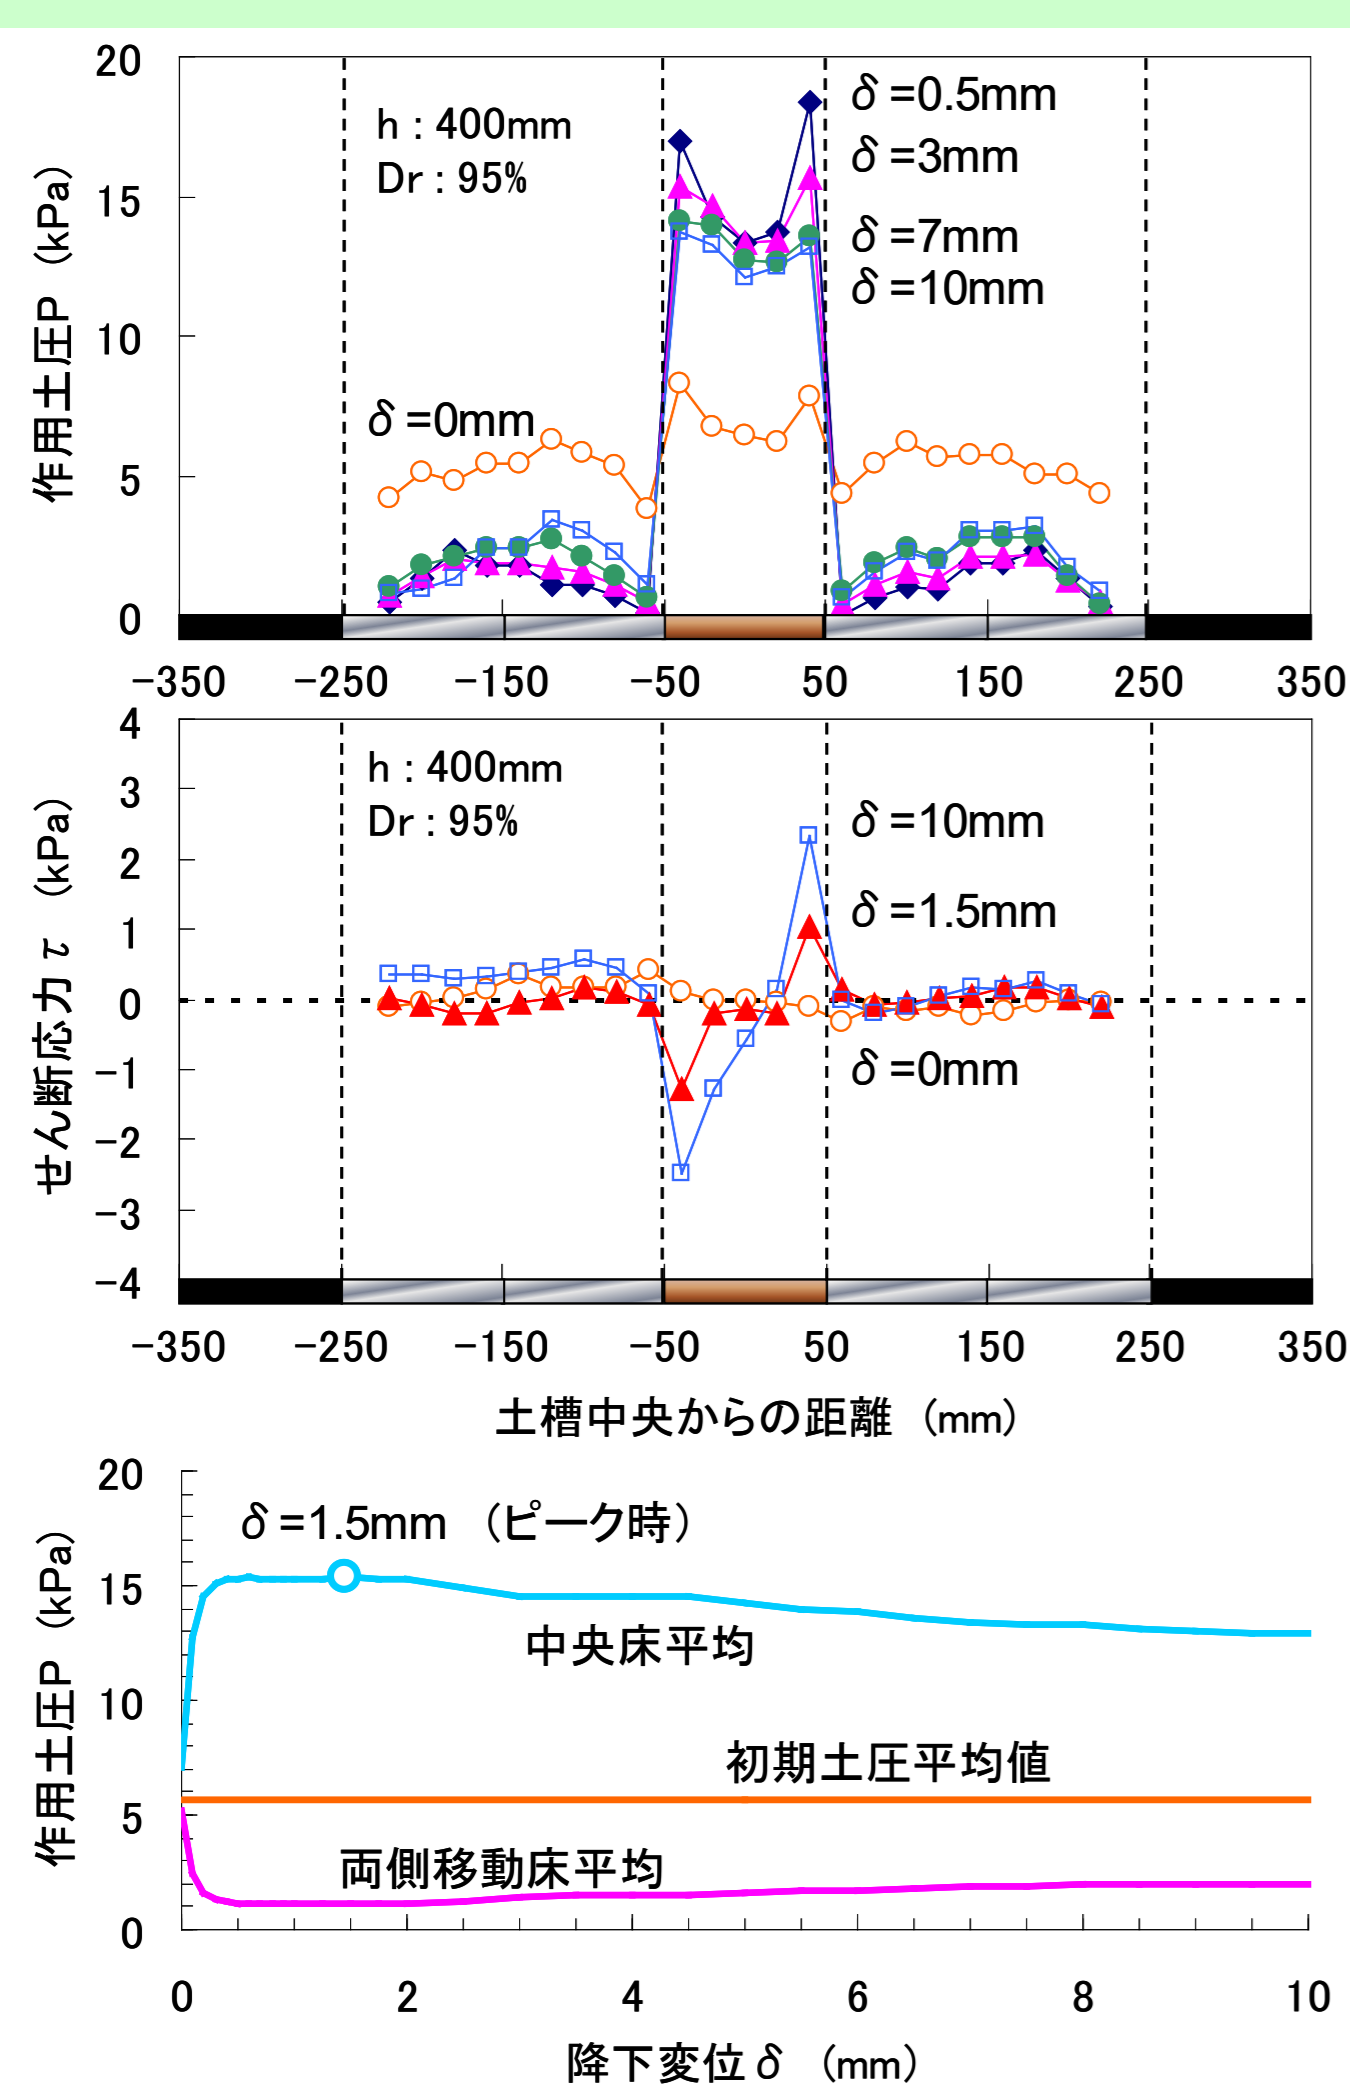 20
15
10
5
0
作用土圧P (kPa)
h : 400mm
Dr : 95%
δ=0.5mm
δ=3mm
δ=7mm
δ=10mm
δ=0mm
-350 -250 -150 -50 50 150 250 350
4
3
2
1
0
-1
-2
-3
-4
せん断応力τ (kPa)
h : 400mm
Dr : 95%
δ=10mm
δ=1.5mm
δ=0mm
-350 -250 -150 -50 50 150 250 350
土槽中央からの距離 (mm)
20
15
10
5
0
作用土圧P (kPa)
δ=1.5mm (ピーク時)
中央床平均
初期土圧平均値
両側移動床平均
0 2 4 6 8 10
降下変位δ (mm)